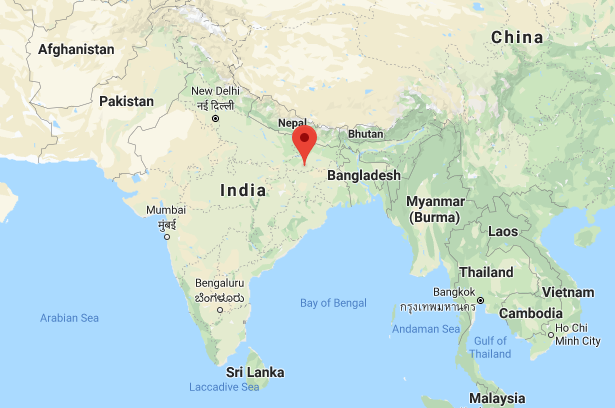 China
Afghanistan
New Delhi
नई दिल्ली
Pakistan
Nepal
Bhutan
Bangladesh
India
Myanmar
(Burma)
Mumbai
मुंबई
Laos
Thailand
Bengaluru
ಬೆಂಗಳೂರು
Bangkok
กรุงเทพมหานคร
Vietnam
Bay of Bengal
Cambodia
Arabian Sea
Andaman Sea
Ho Chi
Minh City
Gulf of
Thailand
Sri Lanka
Laccadive Sea
Malaysia